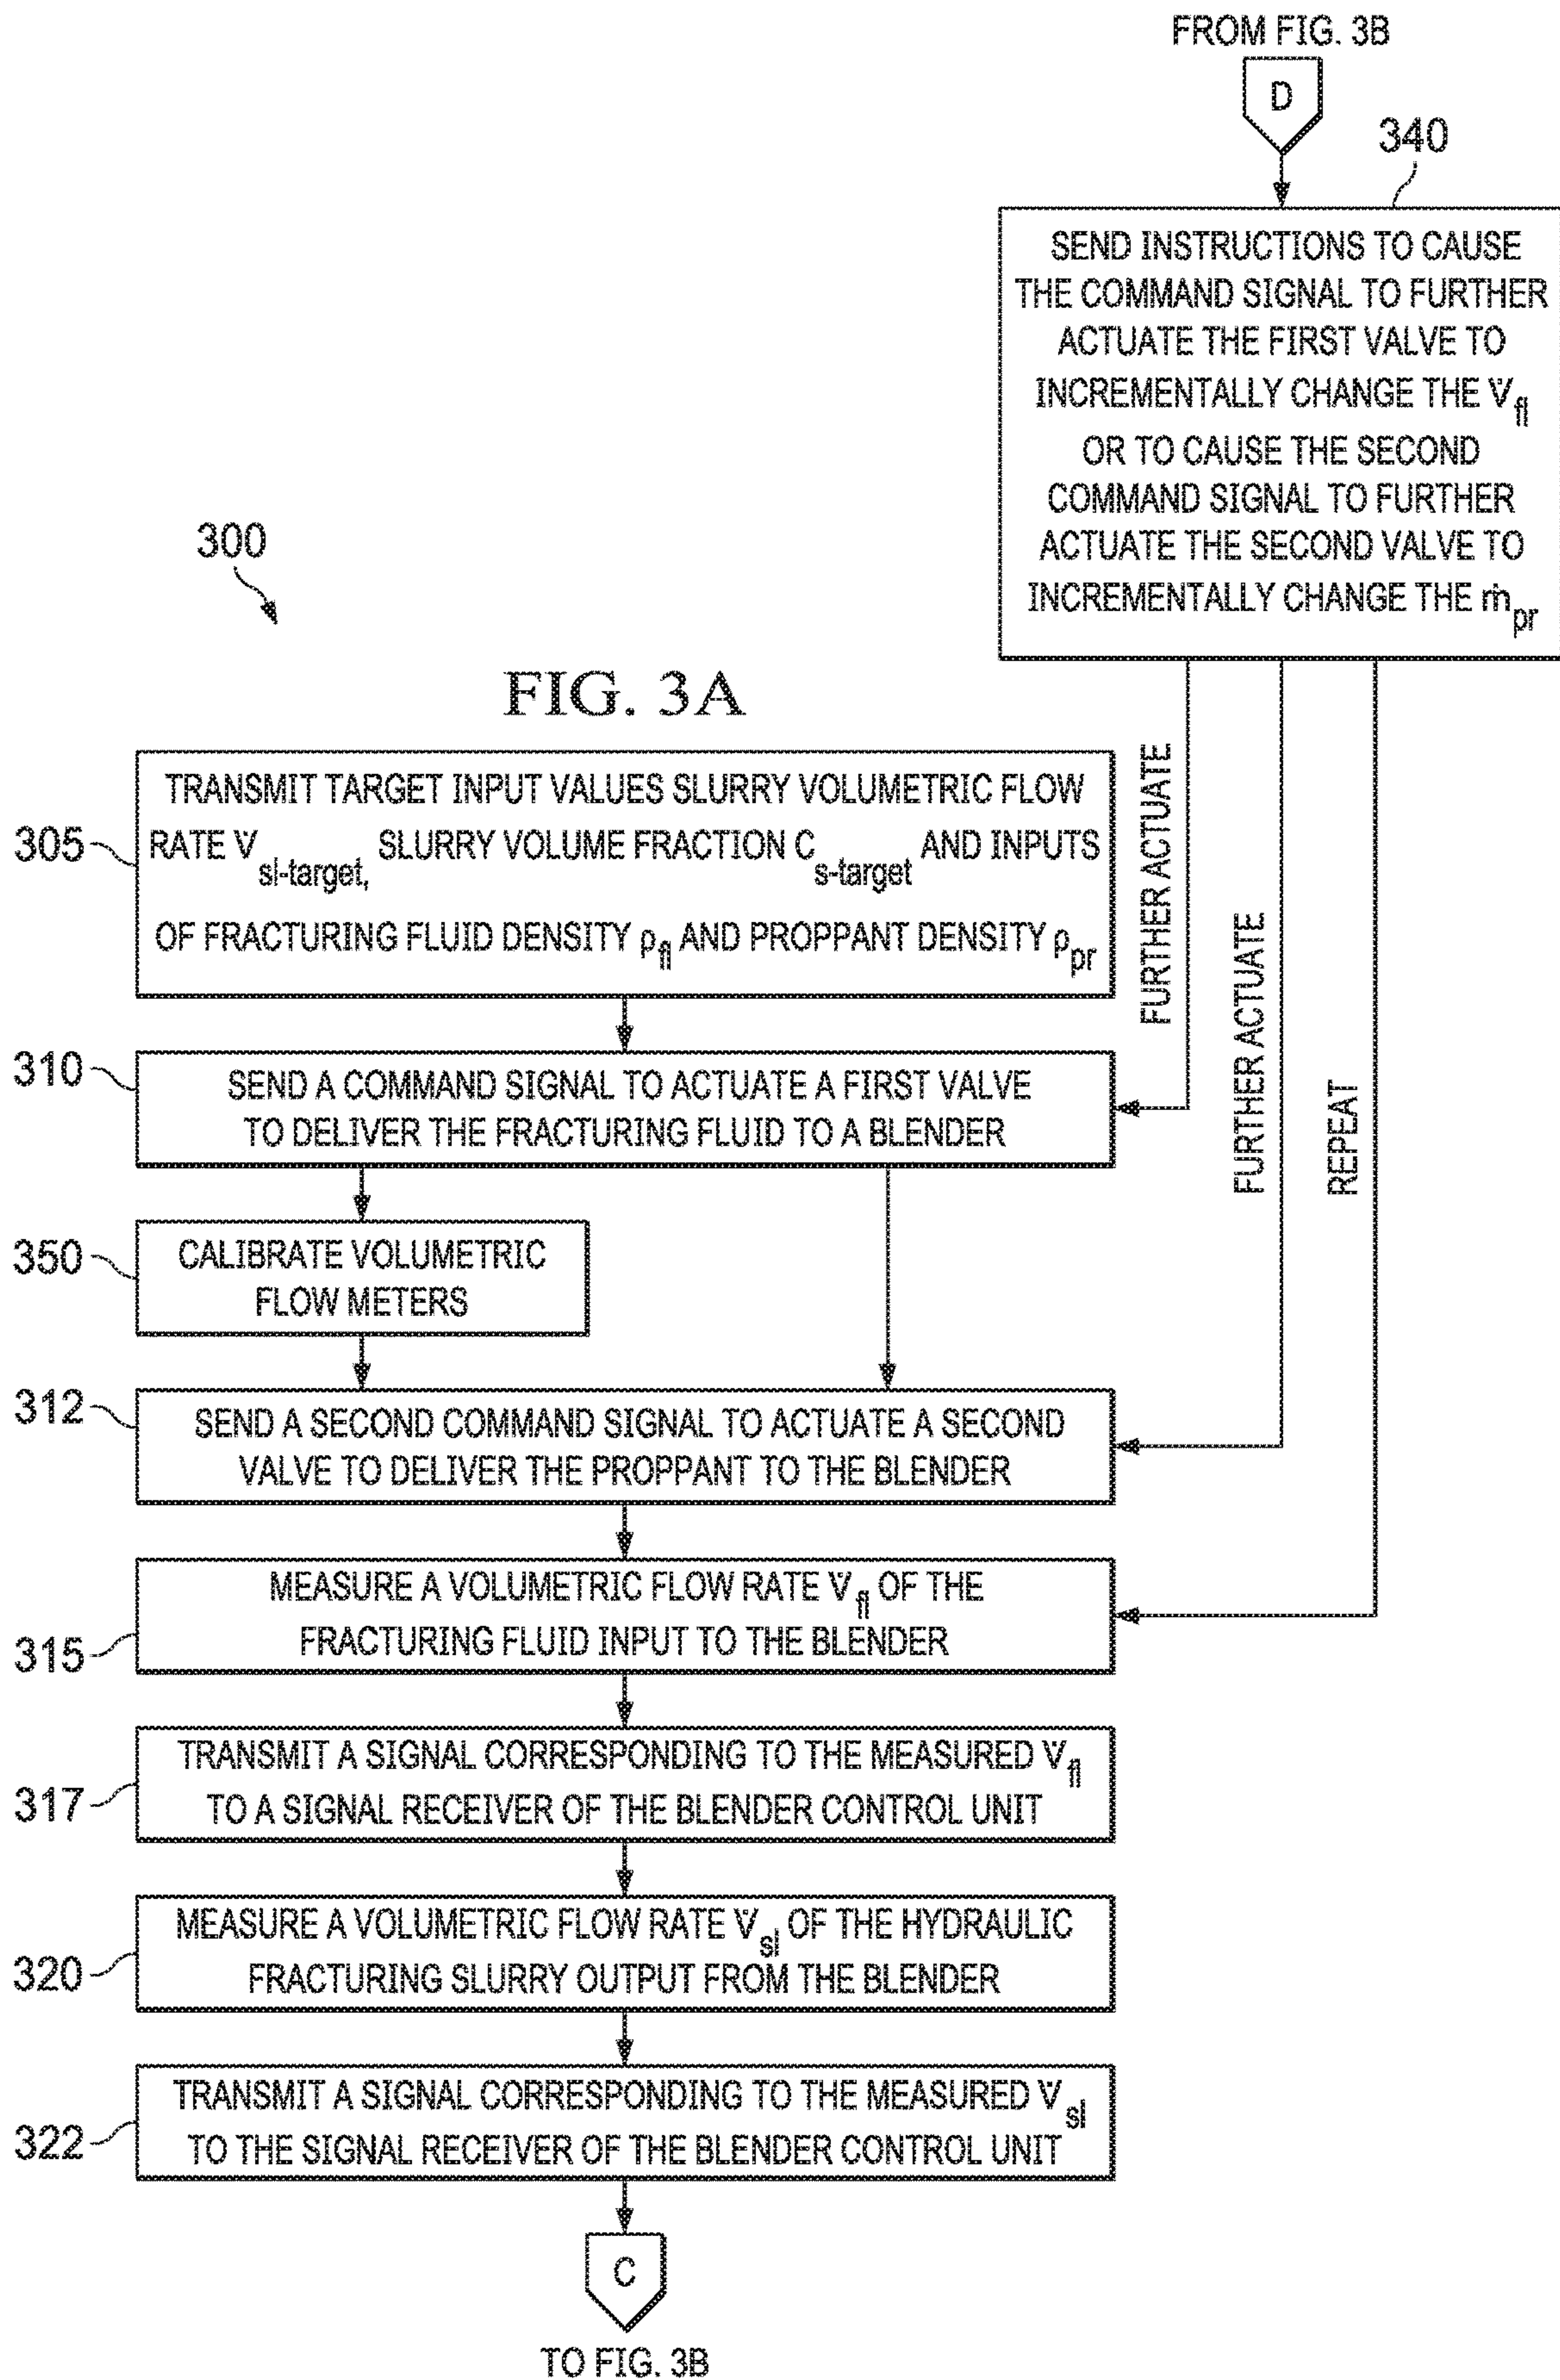 FROM FIG. 3B
D
340
SEND INSTRUCTIONS TO CAUSE
THE COMMAND SIGNAL TO FURTHER
ACTUATE THE FIRST VALVE TO
INCREMENTALLY CHANGE THE V̇fl
OR TO CAUSE THE SECOND
COMMAND SIGNAL TO FURTHER
ACTUATE THE SECOND VALVE TO
INCREMENTALLY CHANGE THE ṁpr
300
FIG. 3A
FURTHER ACTUATE
FURTHER ACTUATE
REPEAT
305
TRANSMIT TARGET INPUT VALUES SLURRY VOLUMETRIC FLOW
RATE V̇sl-target, SLURRY VOLUME FRACTION Cs-target AND INPUTS
OF FRACTURING FLUID DENSITY ρfl AND PROPPANT DENSITY ρpr
310
SEND A COMMAND SIGNAL TO ACTUATE A FIRST VALVE
TO DELIVER THE FRACTURING FLUID TO A BLENDER
350
CALIBRATE VOLUMETRIC
FLOW METERS
312
SEND A SECOND COMMAND SIGNAL TO ACTUATE A SECOND
VALVE TO DELIVER THE PROPPANT TO THE BLENDER
315
MEASURE A VOLUMETRIC FLOW RATE V̇fl OF THE
FRACTURING FLUID INPUT TO THE BLENDER
317
TRANSMIT A SIGNAL CORRESPONDING TO THE MEASURED V̇fl
TO A SIGNAL RECEIVER OF THE BLENDER CONTROL UNIT
320
MEASURE A VOLUMETRIC FLOW RATE V̇sl OF THE HYDRAULIC
FRACTURING SLURRY OUTPUT FROM THE BLENDER
322
TRANSMIT A SIGNAL CORRESPONDING TO THE MEASURED V̇sl
TO THE SIGNAL RECEIVER OF THE BLENDER CONTROL UNIT
C
TO FIG. 3B